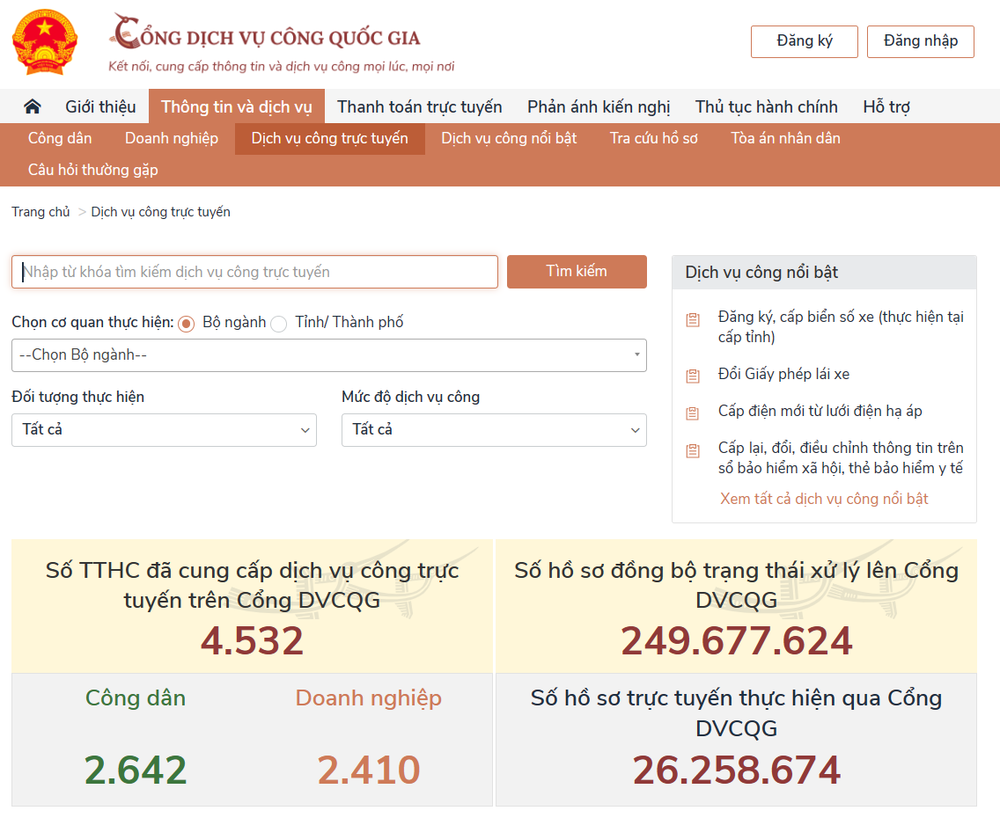 CỔNG DỊCH VỤ CÔNG QUỐC GIA
Kết nối, cung cấp thông tin và dịch vụ công mọi lúc, mọi nơi
Đăng ký
Đăng nhập
Giới thiệu
Thông tin và dịch vụ
Thanh toán trực tuyến
Phản ánh kiến nghị
Thủ tục hành chính
Hỗ trợ
Công dân
Doanh nghiệp
Dịch vụ công trực tuyến
Dịch vụ công nổi bật
Tra cứu hồ sơ
Tòa án nhân dân
Câu hỏi thường gặp
Trang chủ > Dịch vụ công trực tuyến
Nhập từ khóa tìm kiếm dịch vụ công trực tuyến
Tìm kiếm
Chọn cơ quan thực hiện: Bộ ngành Tỉnh/ Thành phố
--Chọn Bộ ngành--
Đối tượng thực hiện
Tất cả
Mức độ dịch vụ công
Tất cả
Dịch vụ công nổi bật
Đăng ký, cấp biển số xe (thực hiện tại
cấp tỉnh)
Đổi Giấy phép lái xe
Cấp điện mới từ lưới điện hạ áp
Cấp lại, đổi, điều chỉnh thông tin trên
sổ bảo hiểm xã hội, thẻ bảo hiểm y tế
Xem tất cả dịch vụ công nổi bật
Số TTHC đã cung cấp dịch vụ công trực
tuyến trên Cổng DVCQG
4.532
Công dân
2.642
Doanh nghiệp
2.410
Số hồ sơ đồng bộ trạng thái xử lý lên Cổng
DVCQG
249.677.624
Số hồ sơ trực tuyến thực hiện qua Cổng
DVCQG
26.258.674